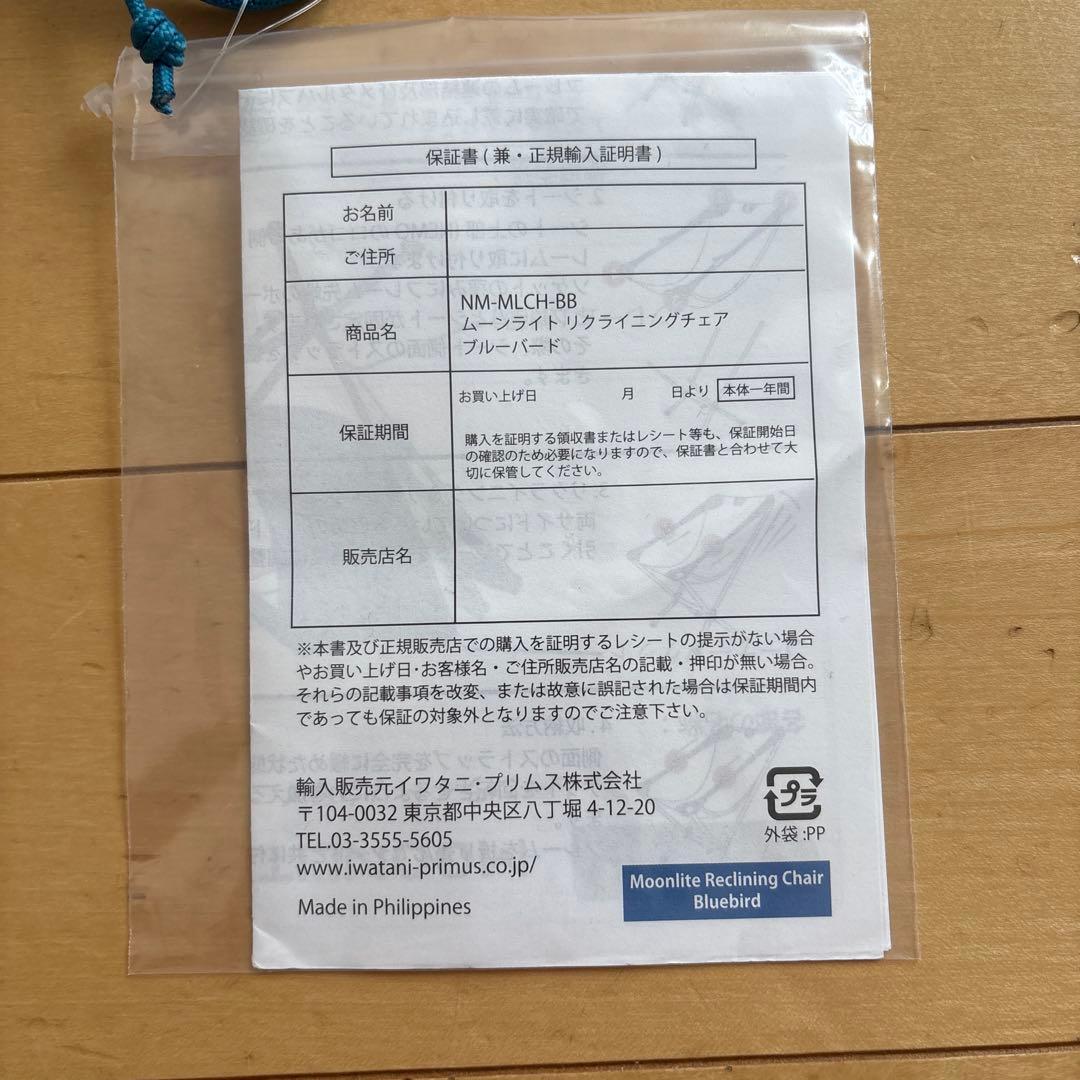 保証書 ( 兼・正規輸入証明書 )
お名前
ご住所
商品名
NM-MLCH-BB
ムーンライト リクライニングチェア
ブルーバード
保証期間
お買い上げ日 月 日より 本体一年間
購入を証明する領収書またはレシート等も、保証開始日
の確認のため必要になりますので、保証書と合わせて大
切に保管してください。
販売店名
※本書及び正規販売店での購入を証明するレシートの提示がない場合
やお買い上げ日･お客様名・ご住所販売店名の記載・押印が無い場合。
それらの記載事項を改変、または故意に誤記された場合は保証期間内
であっても保証の対象外となりますのでご注意下さい。
輸入販売元イワタニ・プリムス株式会社
〒104-0032 東京都中央区八丁堀 4-12-20
TEL.03-3555-5605
www.iwatani-primus.co.jp/
Made in Philippines
プラ
外袋 :PP
Moonlite Reclining Chair
Bluebird